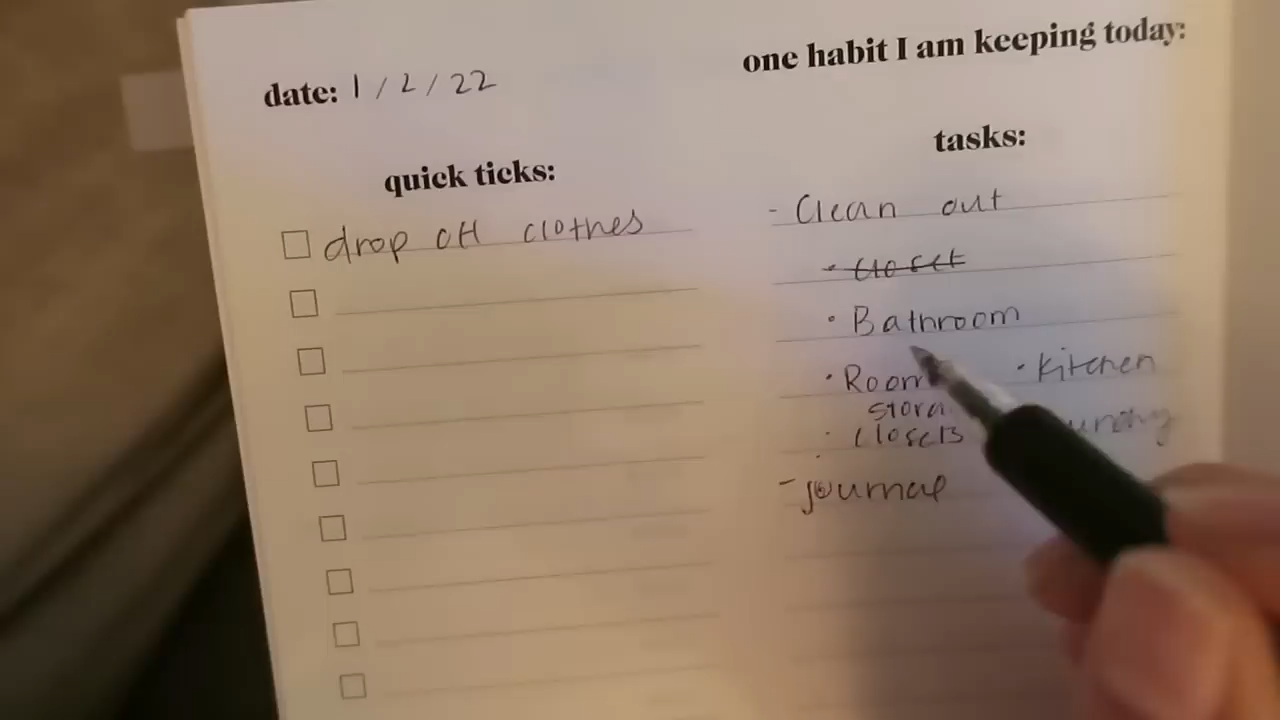 one habit I am keeping today:
date: 1/2/22
quick ticks:
drop off clothes
tasks:
- Clean out
• Closet
• Bathroom
• Room
• Kitchen
• Closets
- journal